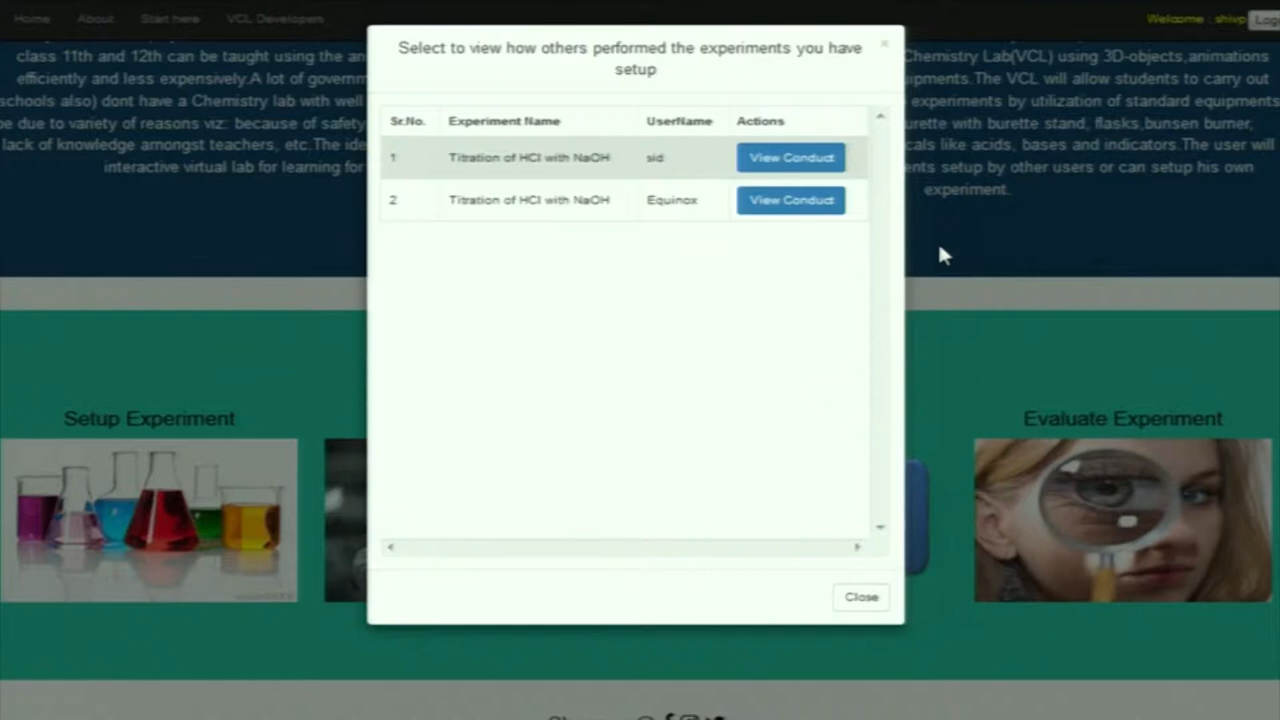 Home About Start here VCL Developers
Welcome : shivp
Select to view how others performed the experiments you have
setup
×
Sr.No. Experiment Name UserName Actions
1 Titration of HCl with NaOH sid View Conduct
2 Titration of HCl with NaOH Equinox View Conduct
Close
class 11th and 12th can be taught using the
efficiently and less expensively.A lot of
schools also) dont have a Chemistry lab with well
be due to variety of reasons viz: because of safety
lack of knowledge amongst teachers, etc.The
interactive virtual lab for learning for
Chemistry Lab(VCL) using 3D-objects,animations
The VCL will allow students to carry out
experiments by utilization of standard equipments
with burette stand, flasks,bunsen burner,
like acids, bases and indicators.The user will
setup by other users or can setup his own
experiment.
Setup Experiment
Evaluate Experiment